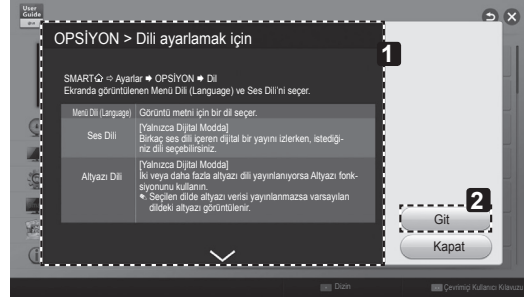 User
Guide
OPSİYON > Dili ayarlamak için
1
SMART ⇨ Ayarlar ➡ OPSİYON ➡ Dil
Ekranda görüntülenen Menü Dili (Language) ve Ses Dili'ni seçer.
Menü Dili (Language) Görüntü metni için bir dil seçer.
Ses Dili
[Yalnızca Dijital Modda]
Birkaç ses dili içeren dijital bir yayını izlerken, istediği-
niz dili seçebilirsiniz.
Altyazı Dili
[Yalnızca Dijital Modda]
İki veya daha fazla altyazı dili yayınlanıyorsa Altyazı fonk-
siyonunu kullanın.
Seçilen dilde altyazı verisi yayınlanmazsa varsayılan
dildeki altyazı görüntülenir.
2
Git
Kapat
Dizin
Çevrimiçi Kullanıcı Kılavuzu